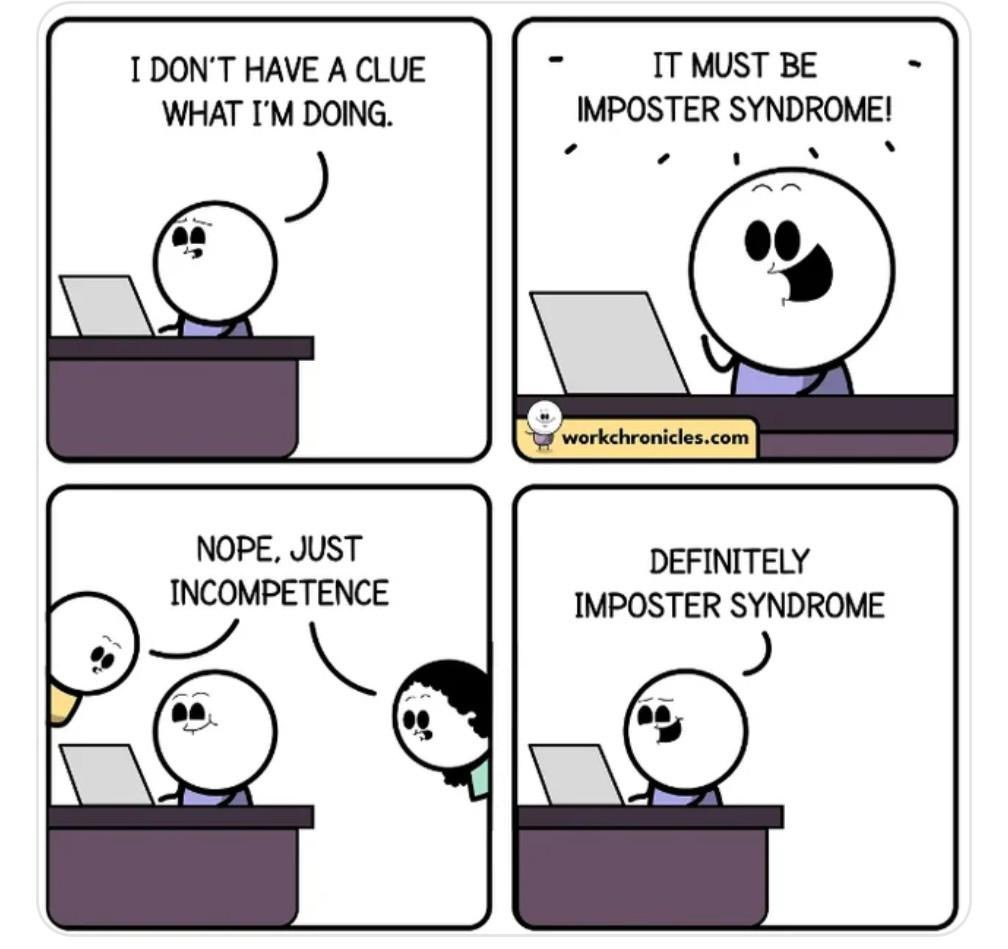 I DON'T HAVE A CLUE
WHAT I'M DOING.
IT MUST BE
IMPOSTER SYNDROME!
workchronicles.com
NOPE, JUST
INCOMPETENCE
DEFINITELY
IMPOSTER SYNDROME